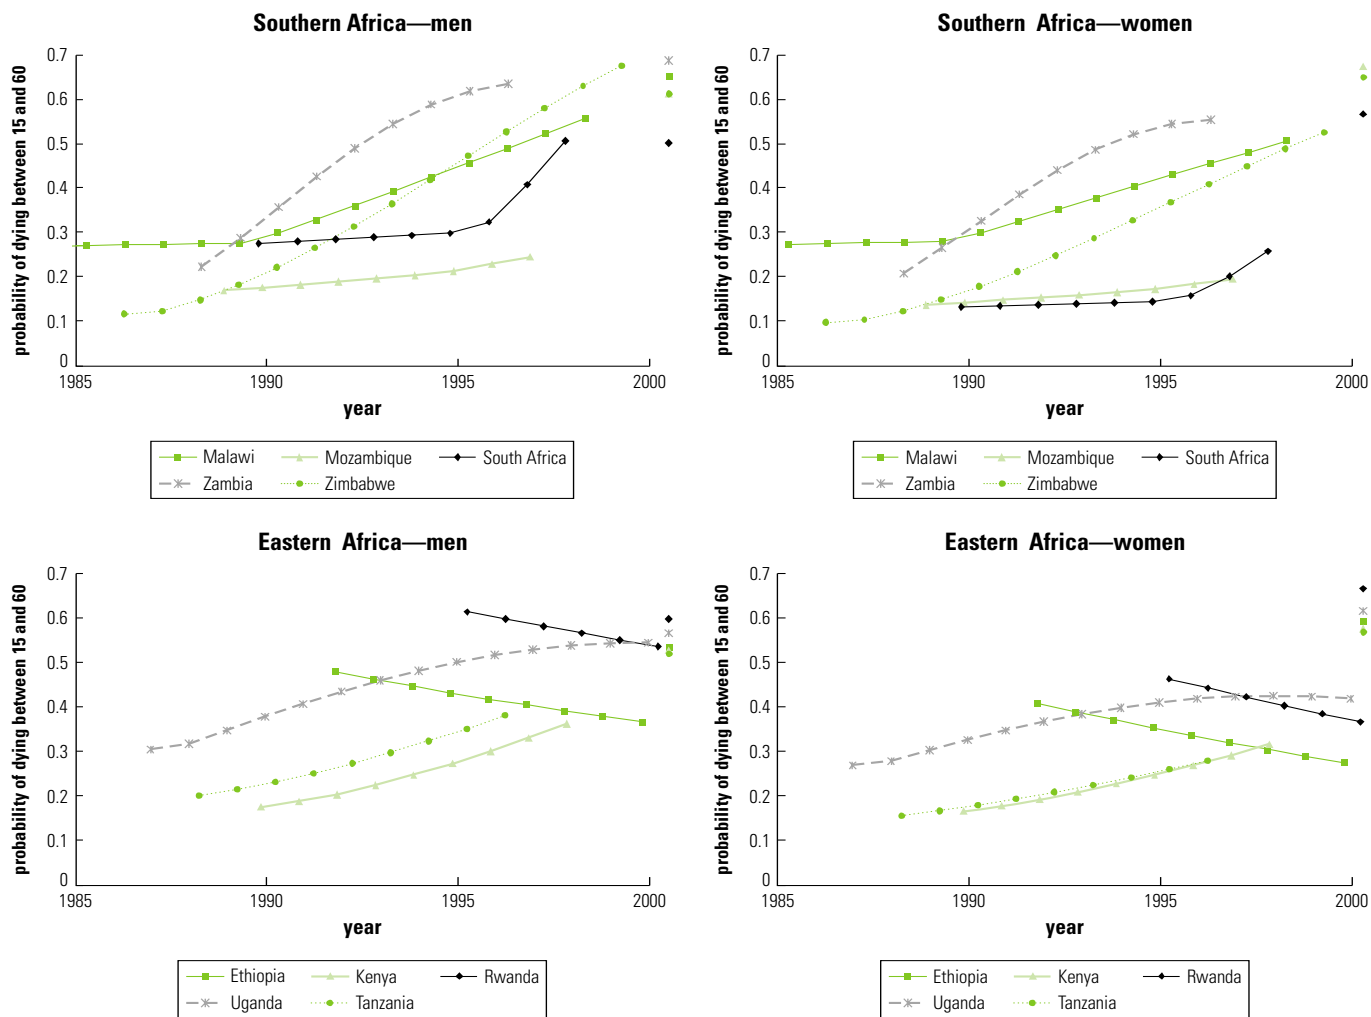 Southern Africa—men
probability of dying between 15 and 60
0.7
0.6
0.5
0.4
0.3
0.2
0.1
0
1985 1990 1995 2000
year
Malawi Mozambique South Africa
Zambia Zimbabwe
Southern Africa—women
probability of dying between 15 and 60
0.7
0.6
0.5
0.4
0.3
0.2
0.1
0
1985 1990 1995 2000
year
Malawi Mozambique South Africa
Zambia Zimbabwe
Eastern Africa—men
probability of dying between 15 and 60
0.7
0.6
0.5
0.4
0.3
0.2
0.1
0
1985 1990 1995 2000
year
Ethiopia Kenya Rwanda
Uganda Tanzania
Eastern Africa—women
probability of dying between 15 and 60
0.7
0.6
0.5
0.4
0.3
0.2
0.1
0
1985 1990 1995 2000
year
Ethiopia Kenya Rwanda
Uganda Tanzania